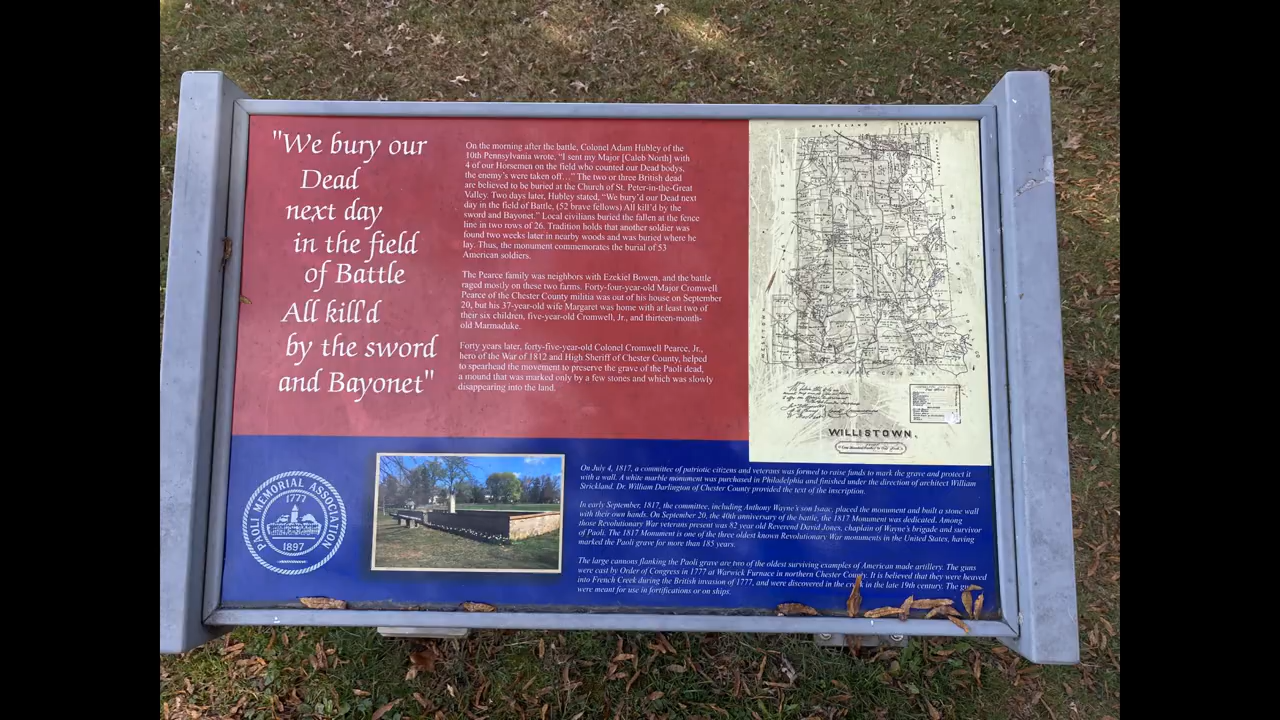 "We bury our
Dead
next day
in the field
of Battle
All kill'd
by the sword
and Bayonet"
On the morning after the battle, Colonel Adam Hubley of the
10th Pennsylvania wrote, "I sent my Major [Caleb North] with
4 of our Horsemen on the field who counted our Dead bodys,
the enemy's were taken off…" The two or three British dead
are believed to be buried at the Church of St. Peter-in-the-Great
Valley. Two days later, Hubley stated, "We bury'd our Dead next
day in the field of Battle, (52 brave fellows) All kill'd by the
sword and Bayonet." Local civilians buried the fallen at the fence
line in two rows of 26. Tradition holds that another soldier was
found two weeks later in nearby woods and was buried where he
lay. Thus, the monument commemorates the burial of 53
American soldiers.
The Pearce family was neighbors with Ezekiel Bowen, and the battle
raged mostly on these two farms. Forty-four-year-old Major Cromwell
Pearce of the Chester County militia was out of his house on September
20, but his 37-year-old wife Margaret was home with at least two of
their six children, five-year-old Cromwell, Jr., and thirteen-month-
old Marmaduke.
Forty years later, forty-five-year-old Colonel Cromwell Pearce, Jr.,
hero of the War of 1812 and High Sheriff of Chester County, helped
to spearhead the movement to preserve the grave of the Paoli dead,
a mound that was marked only by a few stones and which was slowly
disappearing into the land.
WILLISTOWN.
PAOLI MEMORIAL ASSOCIATION
1777
1897
On July 4, 1817, a committee of patriotic citizens and veterans was formed to raise funds to mark the grave and protect it
with a wall. A white marble monument was purchased in Philadelphia and finished under the direction of architect William
Strickland. Dr. William Darlington of Chester County provided the text of the inscription.
In early September, 1817, the committee, including Anthony Wayne's son Isaac, placed the monument and built a stone wall
with their own hands. On September 20, the 40th anniversary of the battle, the 1817 Monument was dedicated. Among
those Revolutionary War veterans present was 82 year old Reverend David Jones, chaplain of Wayne's brigade and survivor
of Paoli. The 1817 Monument is one of the three oldest known Revolutionary War monuments in the United States, having
marked the Paoli grave for more than 185 years.
The large cannons flanking the Paoli grave are two of the oldest surviving examples of American made artillery. The guns
were cast by Order of Congress in 1777 at Warwick Furnace in northern Chester County. It is believed that they were heaved
into French Creek during the British invasion of 1777, and were discovered in the creek in the late 19th century. The guns
were meant for use in fortifications or on ships.